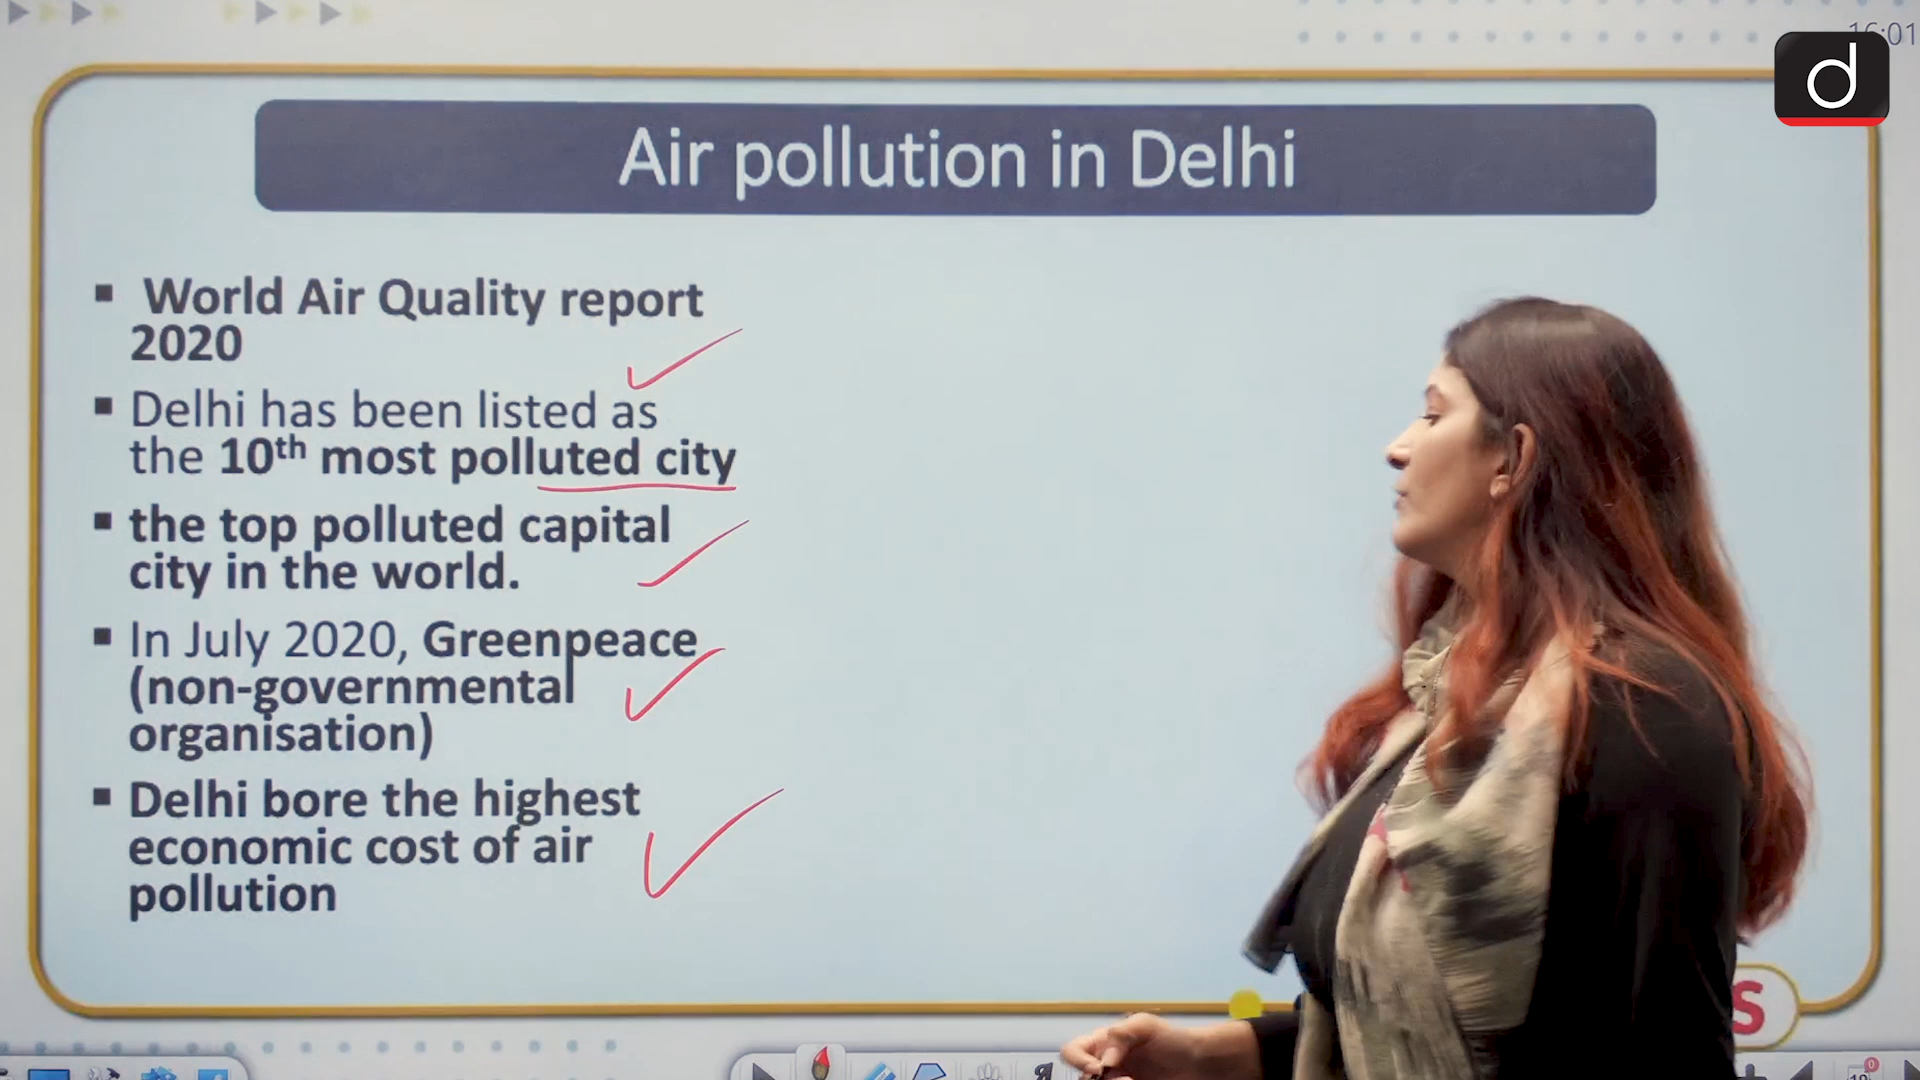 16:01
d
Air pollution in Delhi
▪ World Air Quality report
2020
▪ Delhi has been listed as
the 10th most polluted city
▪ the top polluted capital
city in the world.
▪ In July 2020, Greenpeace
(non-governmental
organisation)
▪ Delhi bore the highest
economic cost of air
pollution
S